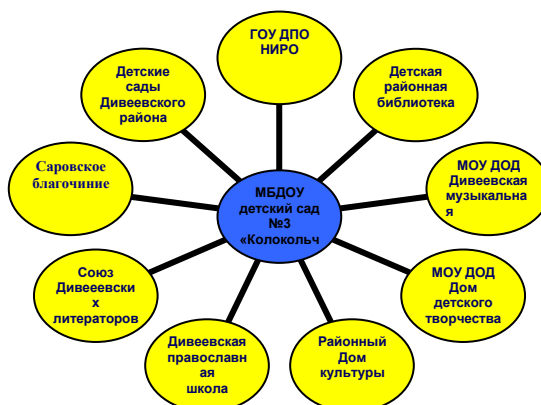 ГОУ ДПО
НИРО
Детские
сады
Дивеевского
района
Детская
районная
библиотека
Саровское
благочиние
МБДОУ
детский сад
№3
«Колокольч
МОУ ДОД
Дивеевская
музыкальна
я
Союз
Дивееевски
х
литераторов
МОУ ДОД
Дом
детского
творчества
Дивеевская
православн
ая
школа
Районный
Дом
культуры